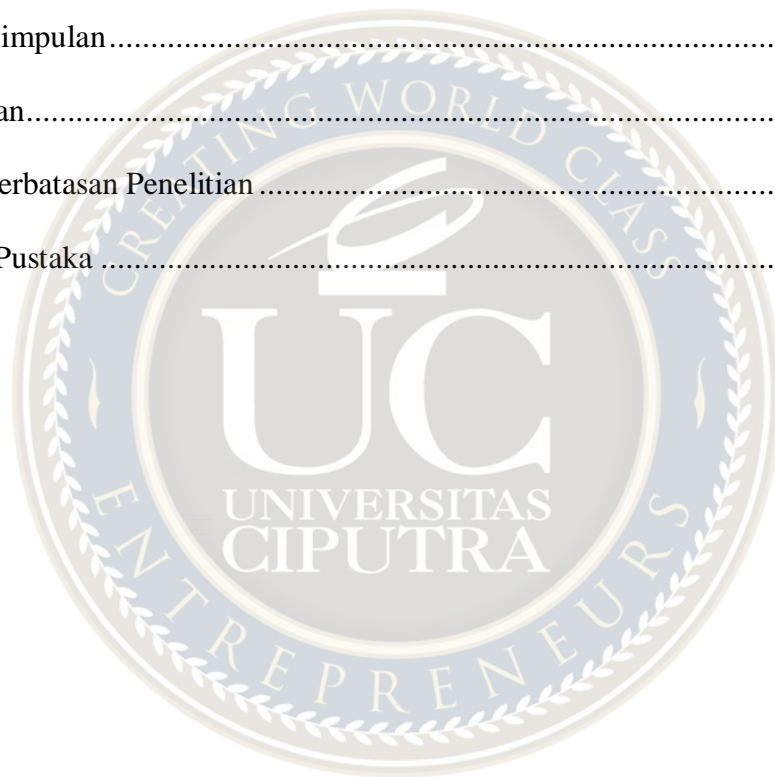 impulan........................................................................
an..................................................................................
erbatasan Penelitian........................................................
Pustaka..........................................................................
CREATING WORLD CLASS
UC
UNIVERSITAS
CIPUTRA
ENTREPRENEURS